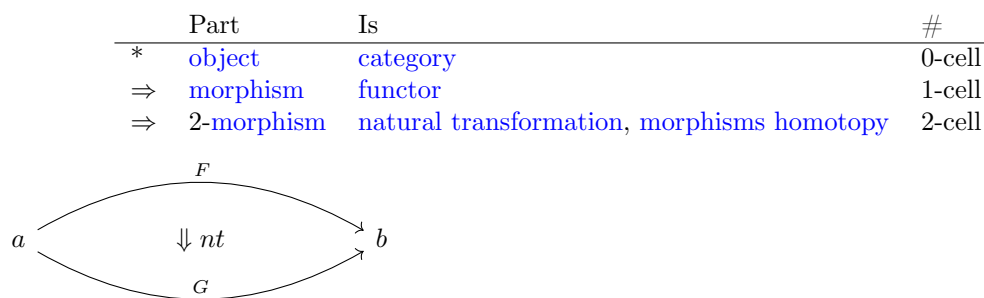 Part Is #
* object category 0-cell
⇒ morphism functor 1-cell
⇒ 2-morphism natural transformation, morphisms homotopy 2-cell
F
a ⇓ nt b
G